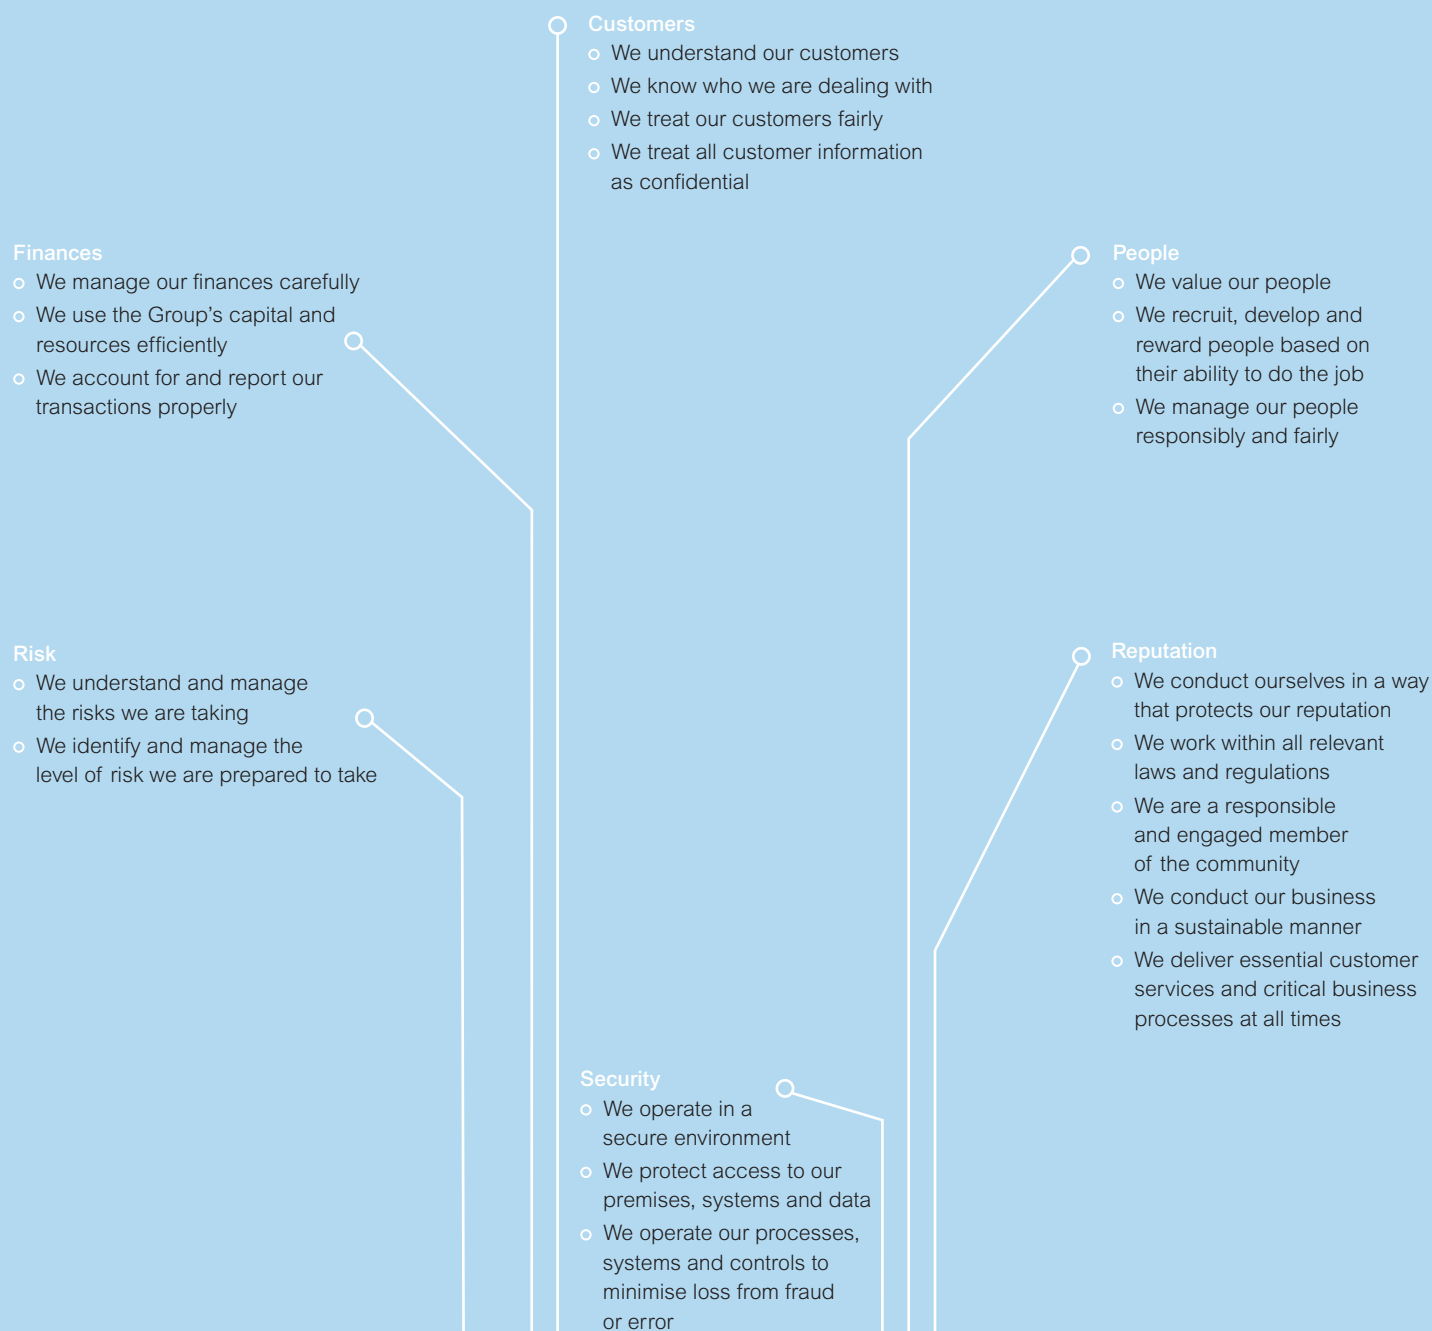 Customers
We understand our customers
We know who we are dealing with
We treat our customers fairly
We treat all customer information
as confidential
Finances
We manage our finances carefully
We use the Group’s capital and
resources efficiently
We account for and report our
transactions properly
People
We value our people
We recruit, develop and
reward people based on
their ability to do the job
We manage our people
responsibly and fairly
Risk
We understand and manage
the risks we are taking
We identify and manage the
level of risk we are prepared to take
Reputation
We conduct ourselves in a way
that protects our reputation
We work within all relevant
laws and regulations
We are a responsible
and engaged member
of the community
We conduct our business
in a sustainable manner
We deliver essential customer
services and critical business
processes at all times
Security
We operate in a
secure environment
We protect access to our
premises, systems and data
We operate our processes,
systems and controls to
minimise loss from fraud
or error